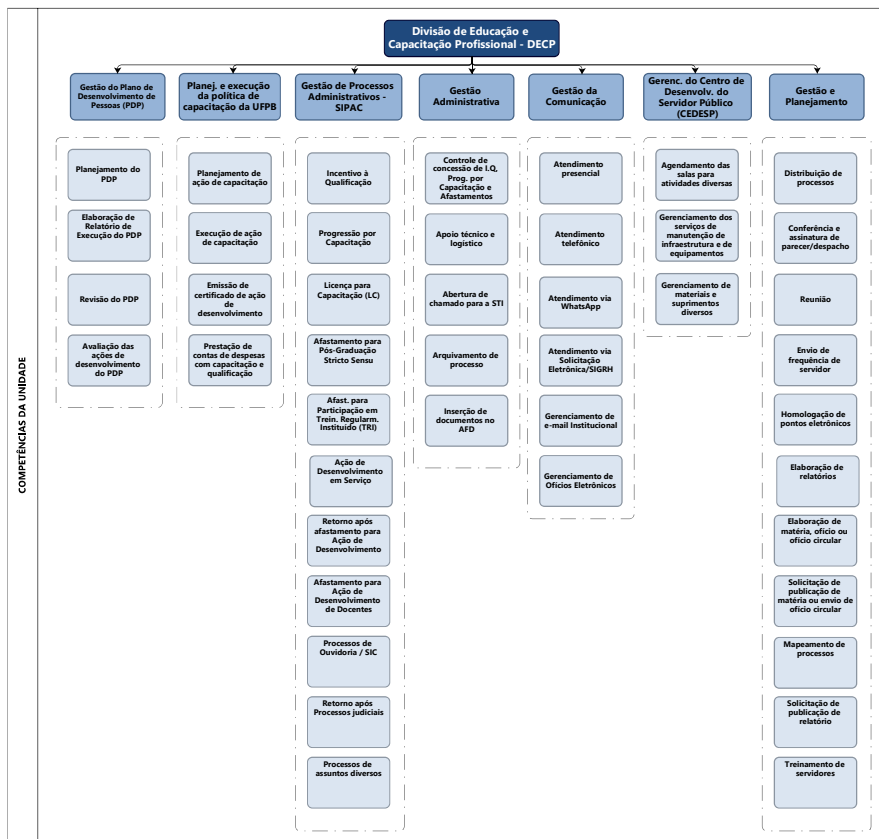 COMPETÊNCIAS DA UNIDADE
Divisão de Educação e
Capacitação Profissional - DECP
Gestão do Plano de
Desenvolvimento de
Pessoas (PDP)
Planejamento do
PDP
Elaboração de
Relatório de
Execução do PDP
Revisão do PDP
Avaliação das
ações de
desenvolvimento
do PDP
Planej. e execução
da política de
capacitação da UFPB
Planejamento de
ação de capacitação
Execução de ação
de capacitação
Emissão de
certificado de ação
de
desenvolvimento
Prestação de
contas de despesas
com capacitação e
qualificação
Gestão de Processos
Administrativos -
SIPAC
Incentivo à
Qualificação
Progressão por
Capacitação
Licença para
Capacitação (LC)
Afastamento para
Pós-Graduação
Stricto Sensu
Afast. para
Participação em
Trein. Regularm.
Instituído (TRI)
Ação de
Desenvolvimento
em Serviço
Retorno após
afastamento para
Ação de
Desenvolvimento
Afastamento para
Ação de
Desenvolvimento
de Docentes
Processos de
Ouvidoria / SIC
Retorno após
Processos judiciais
Processos de
assuntos diversos
Gestão
Administrativa
Controle de
concessão de I.Q,
Prog. por
Capacitação e
Afastamentos
Apoio técnico e
logístico
Abertura de
chamado para a STI
Arquivamento de
processo
Inserção de
documentos no
AFD
Gestão da
Comunicação
Atendimento
presencial
Atendimento
telefônico
Atendimento via
WhatsApp
Atendimento via
Solicitação
Eletrônica/SIGRH
Gerenciamento de
e-mail Institucional
Gerenciamento de
Ofícios Eletrônicos
Gerenc. do Centro de
Desenvolv. do
Servidor Público
(CEDESP)
Agendamento das
salas para
atividades diversas
Gerenciamento dos
serviços de
manutenção de
infraestrutura e de
equipamentos
Gerenciamento de
materiais e
suprimentos
diversos
Gestão e
Planejamento
Distribuição de
processos
Conferência e
assinatura de
parecer/despacho
Reunião
Envio de
frequência de
servidor
Homologação de
pontos eletrônicos
Elaboração de
relatórios
Elaboração de
matéria, ofício ou
ofício circular
Solicitação de
publicação de
matéria ou envio de
ofício circular
Mapeamento de
processos
Solicitação de
publicação de
relatório
Treinamento de
servidores